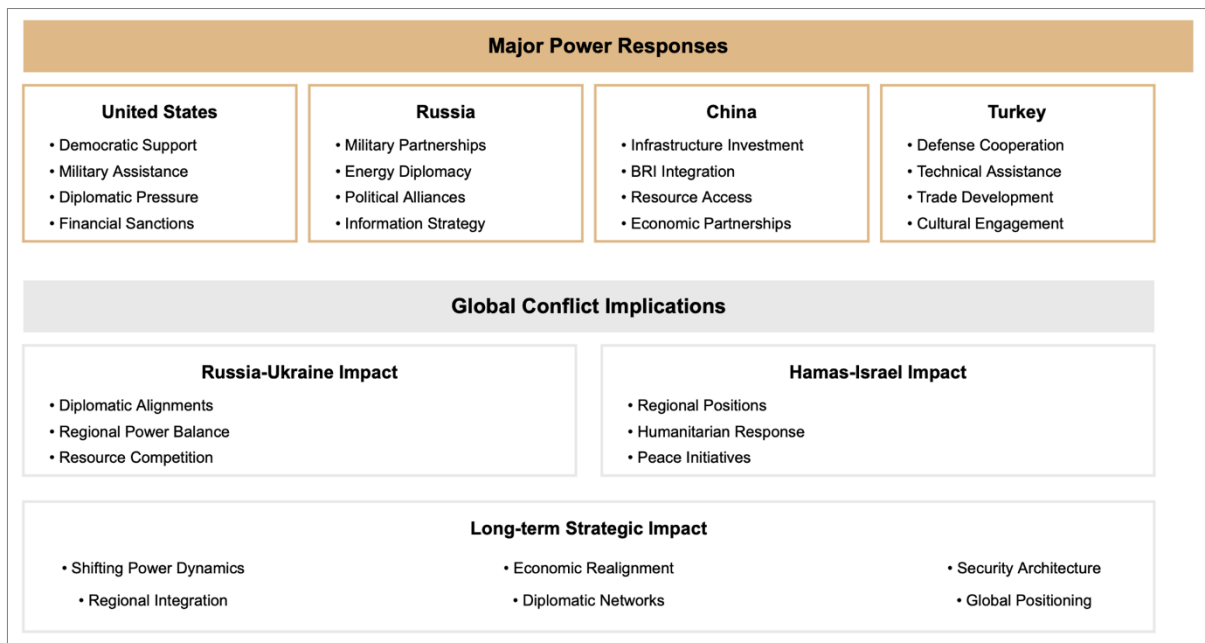 Major Power Responses
United States
• Democratic Support
• Military Assistance
• Diplomatic Pressure
• Financial Sanctions
Russia
• Military Partnerships
• Energy Diplomacy
• Political Alliances
• Information Strategy
China
• Infrastructure Investment
• BRI Integration
• Resource Access
• Economic Partnerships
Turkey
• Defense Cooperation
• Technical Assistance
• Trade Development
• Cultural Engagement
Global Conflict Implications
Russia-Ukraine Impact
• Diplomatic Alignments
• Regional Power Balance
• Resource Competition
Hamas-Israel Impact
• Regional Positions
• Humanitarian Response
• Peace Initiatives
Long-term Strategic Impact
• Shifting Power Dynamics
• Regional Integration
• Economic Realignment
• Diplomatic Networks
• Security Architecture
• Global Positioning